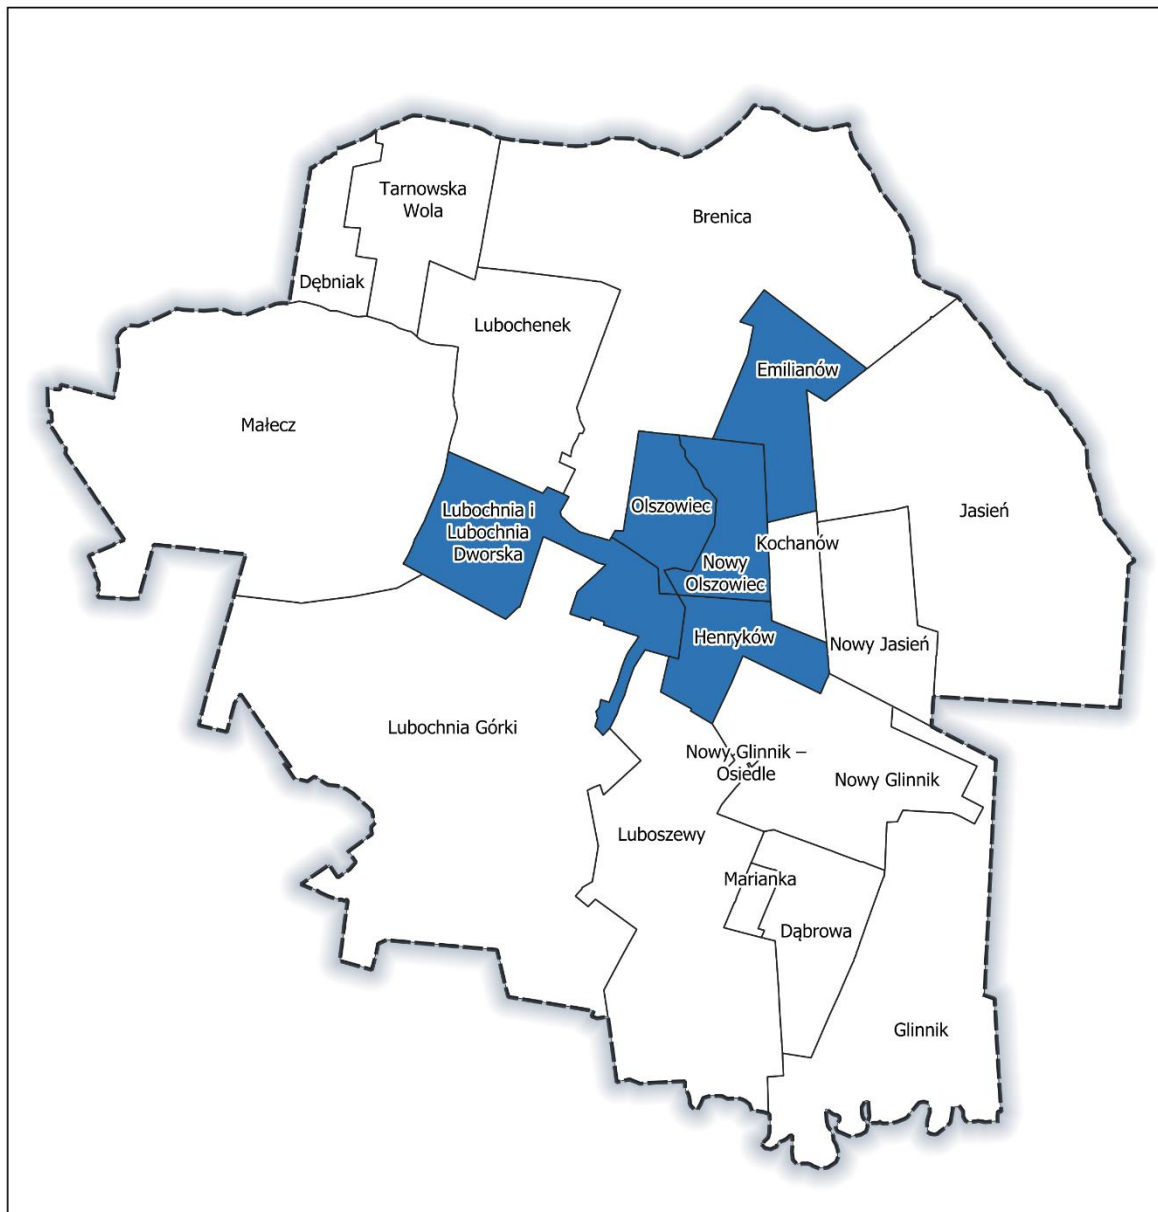 Tarnowska
Wola
Brenica
Dębniak
Lubochenek
Emilianów
Małecz
Lubochnia i
Lubochnia
Dworska
Olszowiec
Jasień
Kochanów
Nowy
Olszowiec
Henryków
Nowy Jasień
Lubochnia Górki
Nowy Glinnik –
Osiedle
Nowy Glinnik
Luboszewy
Marianka
Dąbrowa
Glinnik